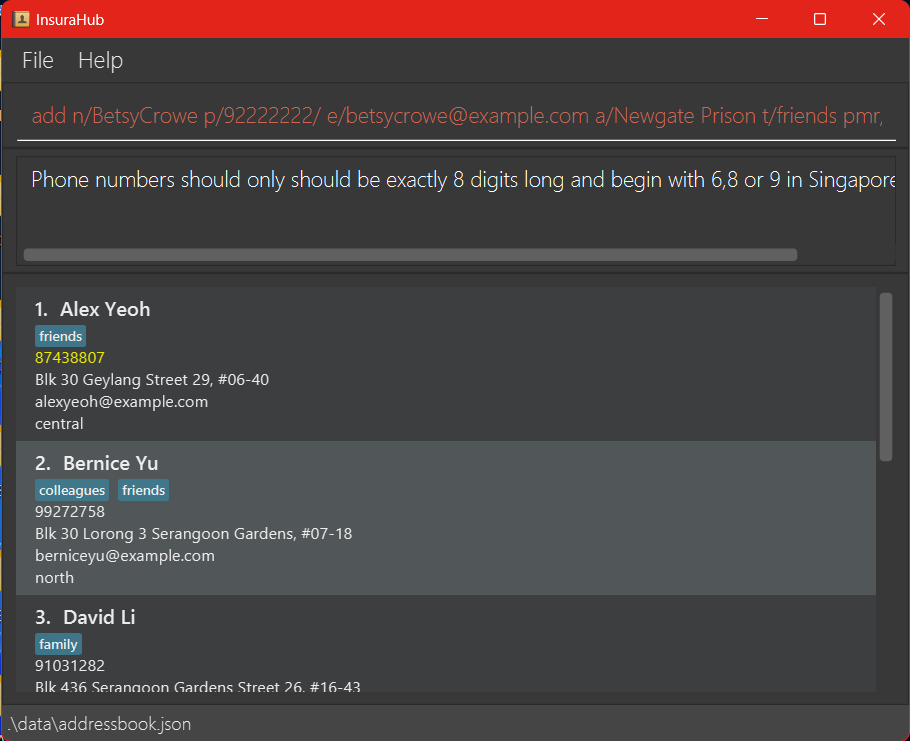 InsuraHub
File Help
add n/BetsyCrowe p/92222222/ e/betsycrowe@example.com a/Newgate Prison t/friends pmr,
Phone numbers should only should be exactly 8 digits long and begin with 6,8 or 9 in Singapore
1. Alex Yeoh
friends
87438807
Blk 30 Geylang Street 29, #06-40
alexyeoh@example.com
central
2. Bernice Yu
colleagues friends
99272758
Blk 30 Lorong 3 Serangoon Gardens, #07-18
berniceyu@example.com
north
3. David Li
family
91031282
Blk 436 Serangoon Gardens Street 26, #16-43
.\data\addressbook.json